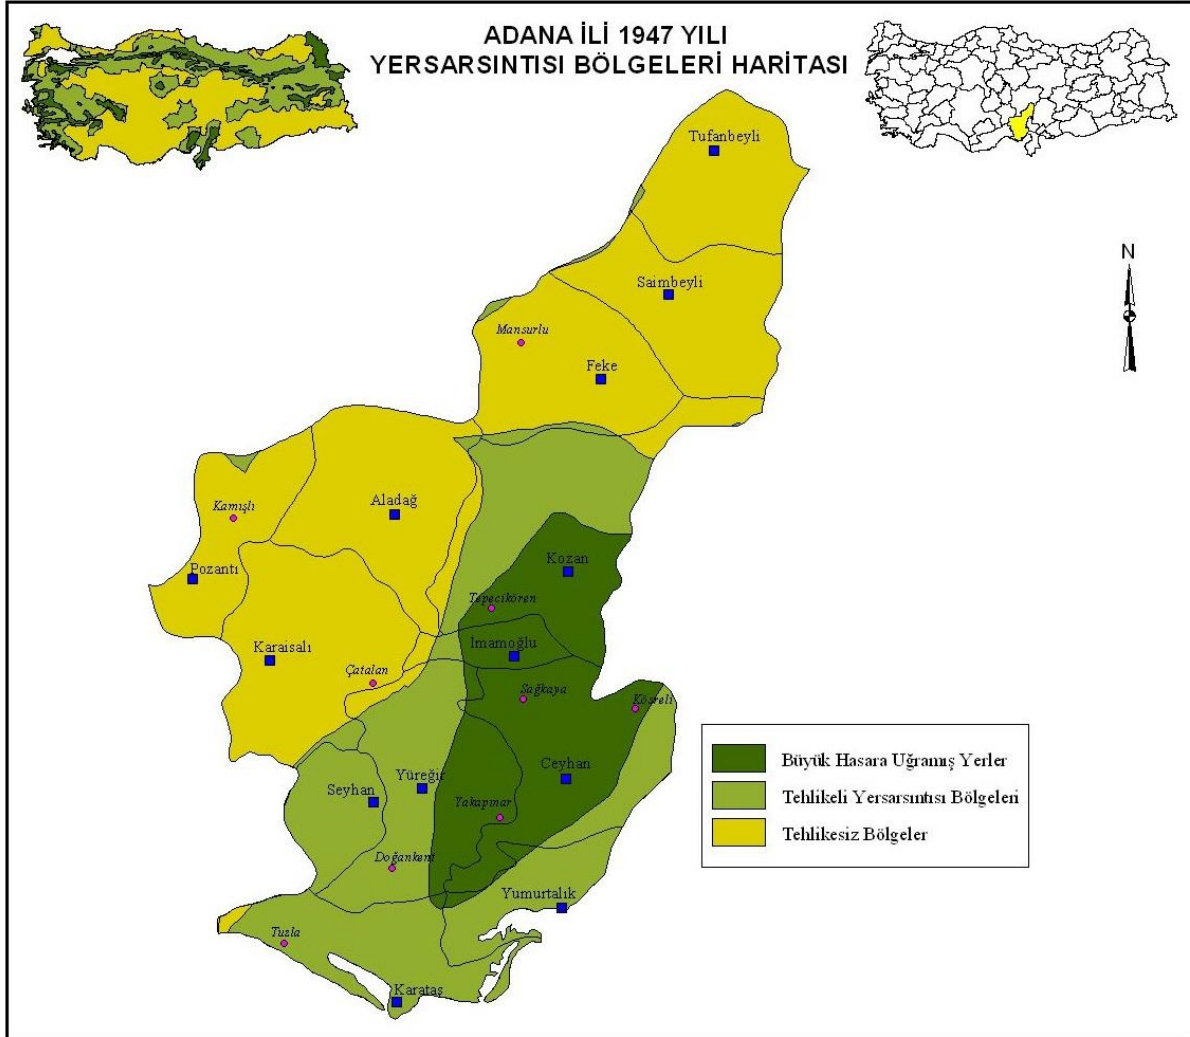 ADANA İLİ 1947 YILI
YERSARSINTISI BÖLGELERİ HARİTASI
Tufanbeyli
N
Saimbeyli
Mansurlu
Feke
Aladağ
Kamışlı
Kozan
Pozantı
Tepecikören
Karaisalı
İmamoğlu
Çatalan
Sağkaya
Kösreli
Büyük Hasara Uğramış Yerler
Ceyhan
Yüreğir
Seyhan
Tehlikeli Yersarsıntısı Bölgeleri
Yakapınar
Tehlikesiz Bölgeler
Doğankent
Yumurtalık
Tuzla
Karataş